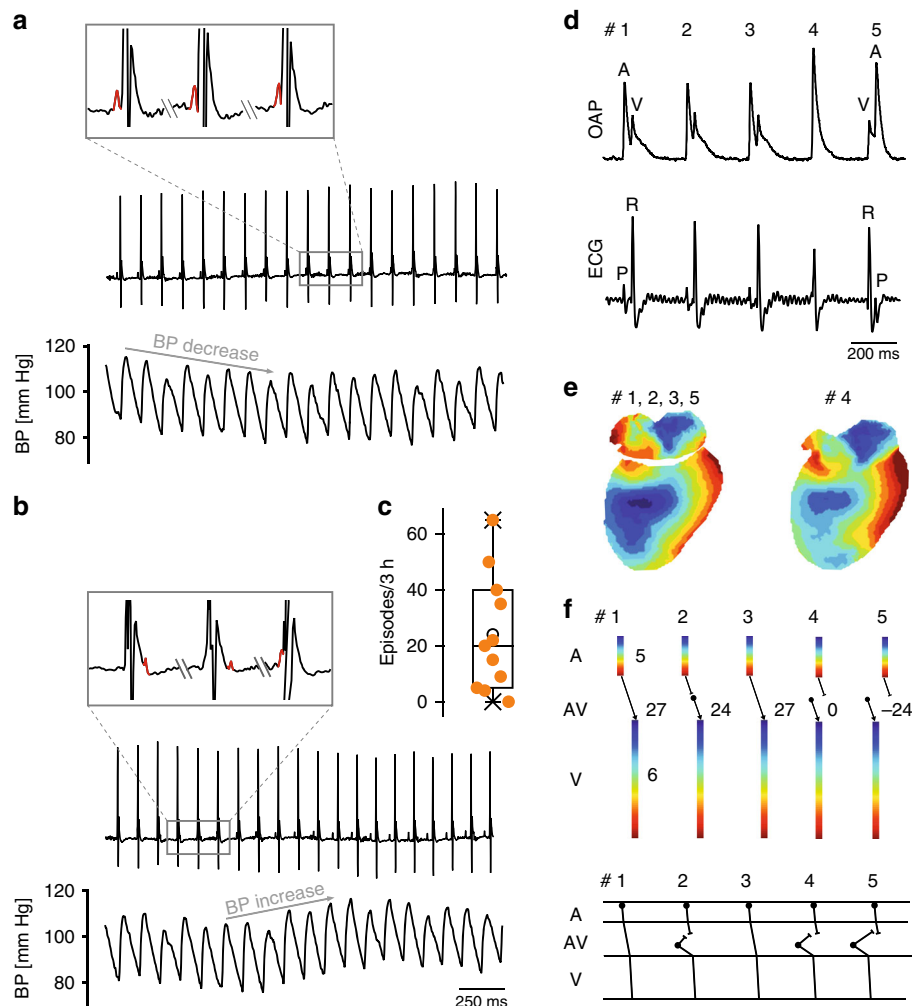 a
120
100
80
BP [mm Hg]
BP decrease
b
120
100
80
BP [mm Hg]
BP increase
250 ms
c
60
40
20
0
Episodes/3 h
d
# 1 2 3 4 5
OAP
A
V
V
A
ECG
P
R
R
P
200 ms
e
# 1, 2, 3, 5
# 4
f
# 1 2 3 4 5
A
5
AV
27 24 27 0 –24
V
6
# 1 2 3 4 5
A
AV
V